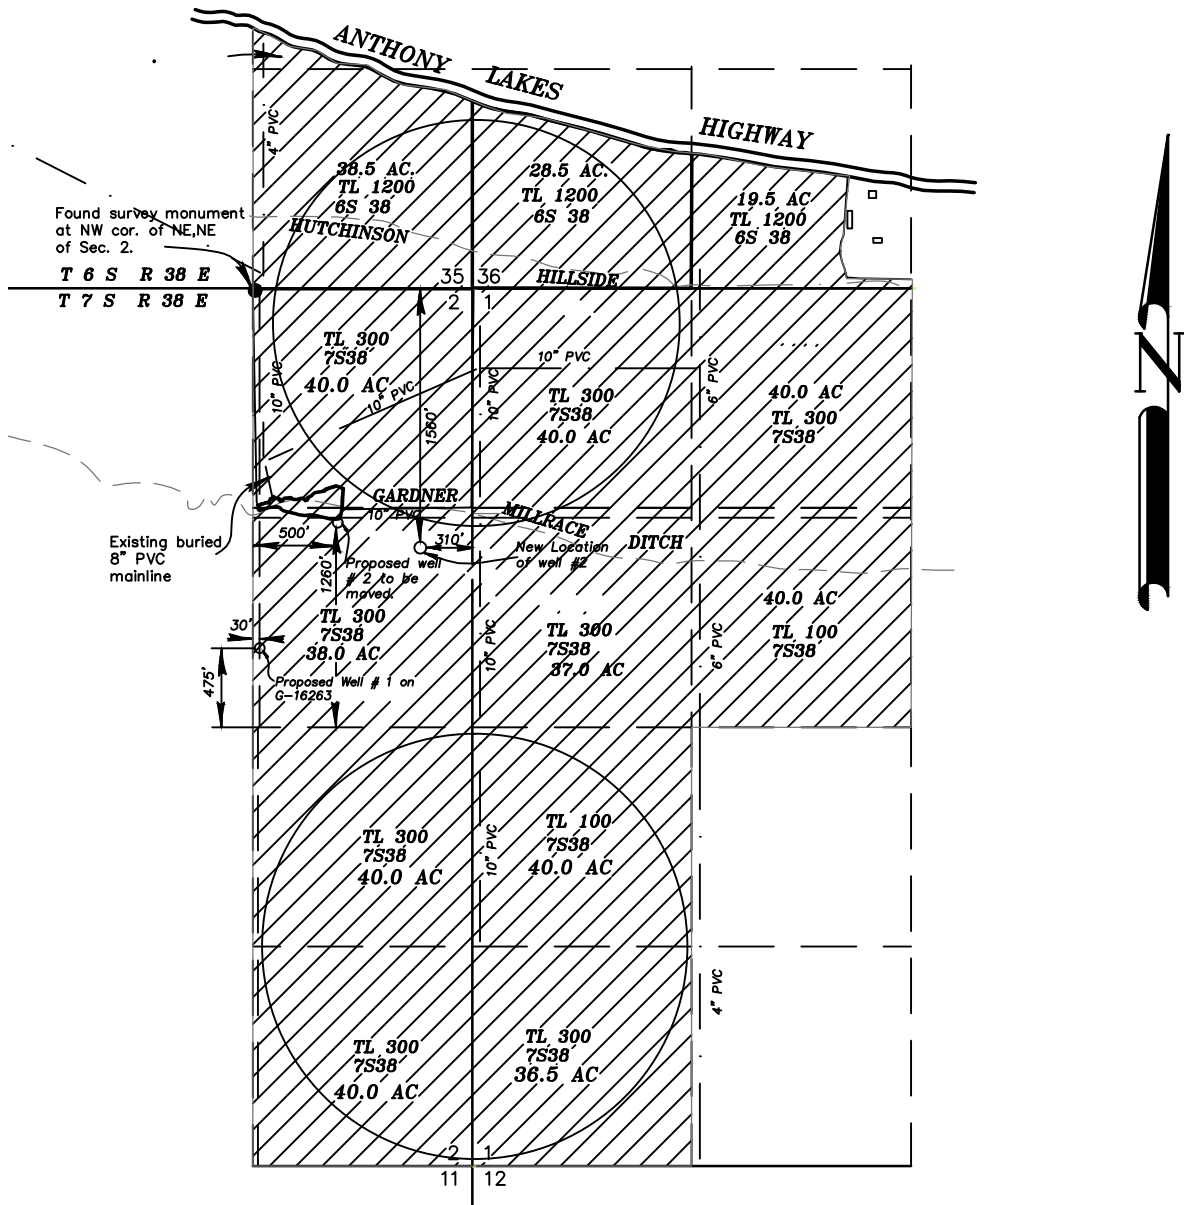 ANTHONY LAKES HIGHWAY
4" PVC
38.5 AC.
TL 1200
6S 38
28.5 AC.
TL 1200
6S 38
19.5 AC
TL 1200
6S 38
Found survey monument
at NW cor. of NE,NE
of Sec. 2.
HUTCHINSON
HILLSIDE
T 6 S R 38 E
T 7 S R 38 E
35 36
2 1
N
TL 300
7S38
40.0 AC
10" PVC
10" PVC
1560'
10" PVC
10" PVC
TL 300
7S38
40.0 AC
6" PVC
40.0 AC
TL 300
7S38
GARDNER
10" PVC
MILLRACE
DITCH
Existing buried
8" PVC
mainline
500'
310'
New Location
of well #2
Proposed well
# 2 to be
moved.
1260'
TL 300
7S38
38.0 AC
30'
475'
Proposed Well # 1 on
G-16263
10" PVC
TL 300
7S38
37.0 AC
6" PVC
40.0 AC
TL 100
7S38
TL 300
7S38
40.0 AC
10" PVC
TL 100
7S38
40.0 AC
4" PVC
TL 300
7S38
40.0 AC
TL 300
7S38
36.5 AC
2 1
11 12